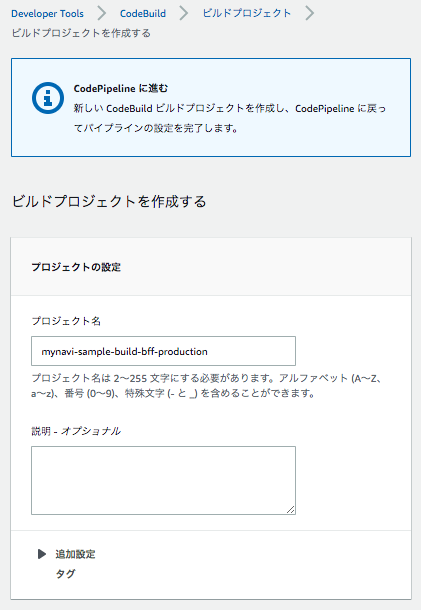 Developer Tools > CodeBuild > ビルドプロジェクト >
ビルドプロジェクトを作成する
CodePipeline に進む
新しい CodeBuild ビルドプロジェクトを作成し、CodePipeline に戻っ
てパイプラインの設定を完了します。
ビルドプロジェクトを作成する
プロジェクトの設定
プロジェクト名
mynavi-sample-build-bff-production
プロジェクト名は 2～255 文字にする必要があります。アルファベット (A～Z、
a～z)、番号 (0～9)、特殊文字 (- と _) を含めることができます。
説明 - オプショナル
追加設定
タグ